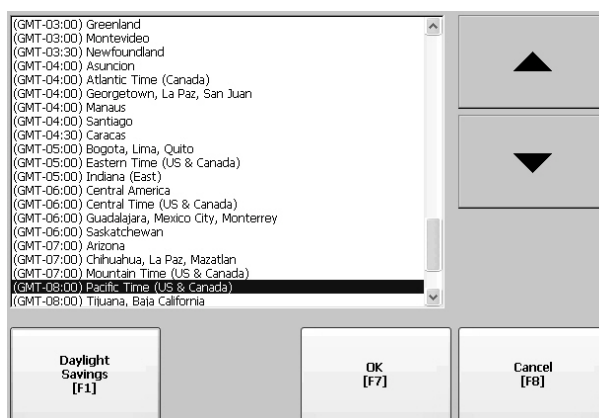 (GMT-03:00) Greenland
(GMT-03:00) Montevideo
(GMT-03:30) Newfoundland
(GMT-04:00) Asuncion
(GMT-04:00) Atlantic Time (Canada)
(GMT-04:00) Georgetown, La Paz, San Juan
(GMT-04:00) Manaus
(GMT-04:00) Santiago
(GMT-04:30) Caracas
(GMT-05:00) Bogota, Lima, Quito
(GMT-05:00) Eastern Time (US & Canada)
(GMT-05:00) Indiana (East)
(GMT-06:00) Central America
(GMT-06:00) Central Time (US & Canada)
(GMT-06:00) Guadalajara, Mexico City, Monterrey
(GMT-06:00) Saskatchewan
(GMT-07:00) Arizona
(GMT-07:00) Chihuahua, La Paz, Mazatlan
(GMT-07:00) Mountain Time (US & Canada)
(GMT-08:00) Pacific Time (US & Canada)
(GMT-08:00) Tijuana, Baja California
Daylight
Savings
[F1]
OK
[F7]
Cancel
[F8]